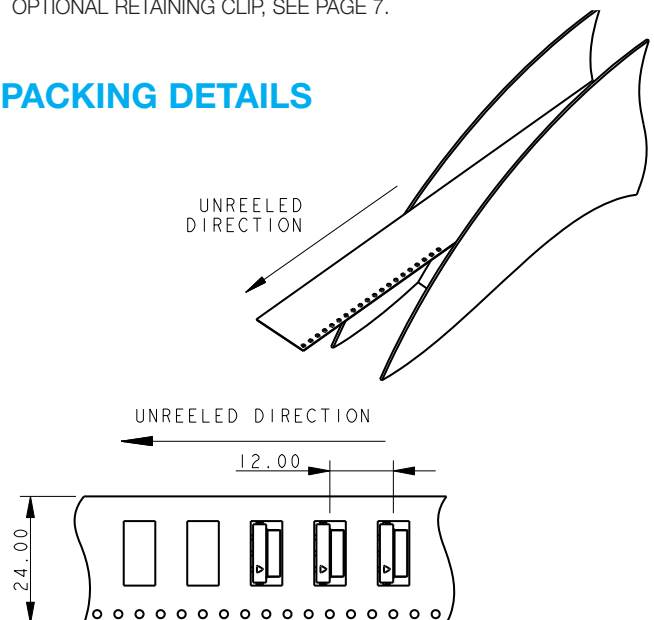 OPTIONAL RETAINING CLIP, SEE PAGE 7.
PACKING DETAILS
UNREELED
DIRECTION
UNREELED DIRECTION
12.00
24.00